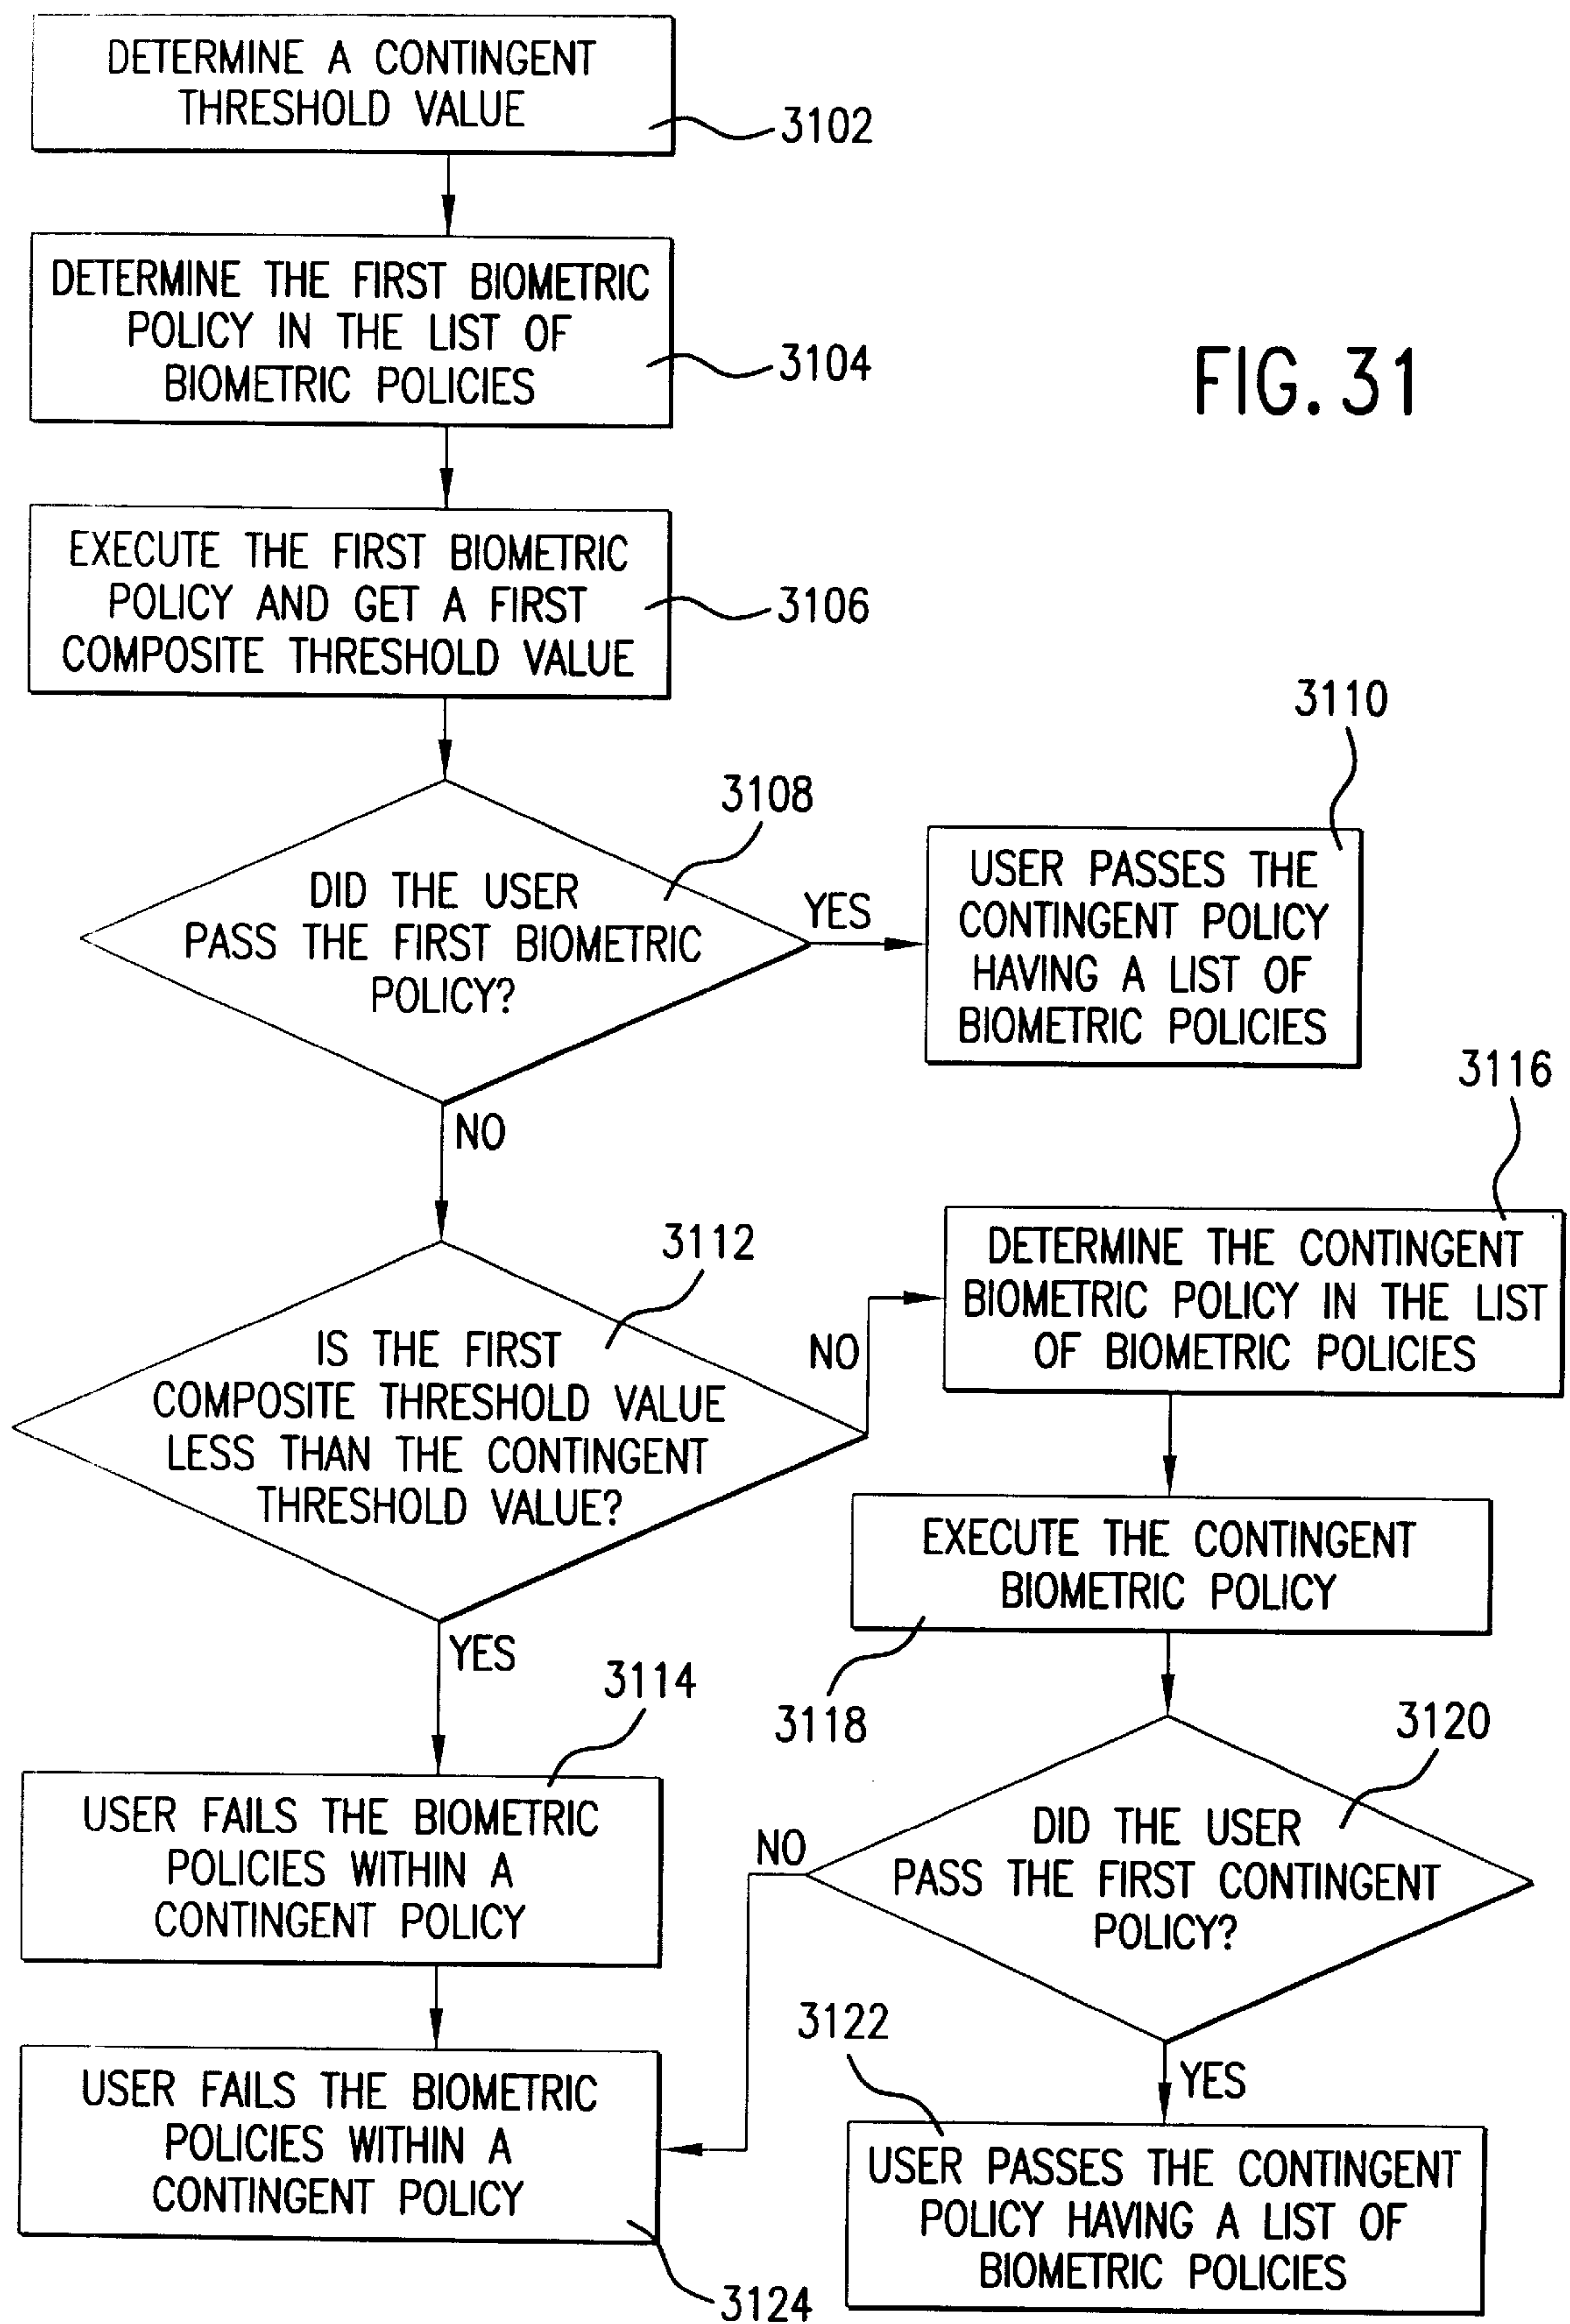 DETERMINE A CONTINGENT
THRESHOLD VALUE
3102
DETERMINE THE FIRST BIOMETRIC
POLICY IN THE LIST OF
BIOMETRIC POLICIES
3104
FIG. 31
EXECUTE THE FIRST BIOMETRIC
POLICY AND GET A FIRST
COMPOSITE THRESHOLD VALUE
3106
3108
DID THE USER
PASS THE FIRST BIOMETRIC
POLICY?
YES
3110
USER PASSES THE
CONTINGENT POLICY
HAVING A LIST OF
BIOMETRIC POLICIES
NO
3112
IS THE FIRST
COMPOSITE THRESHOLD VALUE
LESS THAN THE CONTINGENT
THRESHOLD VALUE?
NO
3116
DETERMINE THE CONTINGENT
BIOMETRIC POLICY IN THE LIST
OF BIOMETRIC POLICIES
EXECUTE THE CONTINGENT
BIOMETRIC POLICY
3118
YES
3114
USER FAILS THE BIOMETRIC
POLICIES WITHIN A
CONTINGENT POLICY
3120
DID THE USER
PASS THE FIRST CONTINGENT
POLICY?
NO
USER FAILS THE BIOMETRIC
POLICIES WITHIN A
CONTINGENT POLICY
3124
YES
3122
USER PASSES THE CONTINGENT
POLICY HAVING A LIST OF
BIOMETRIC POLICIES